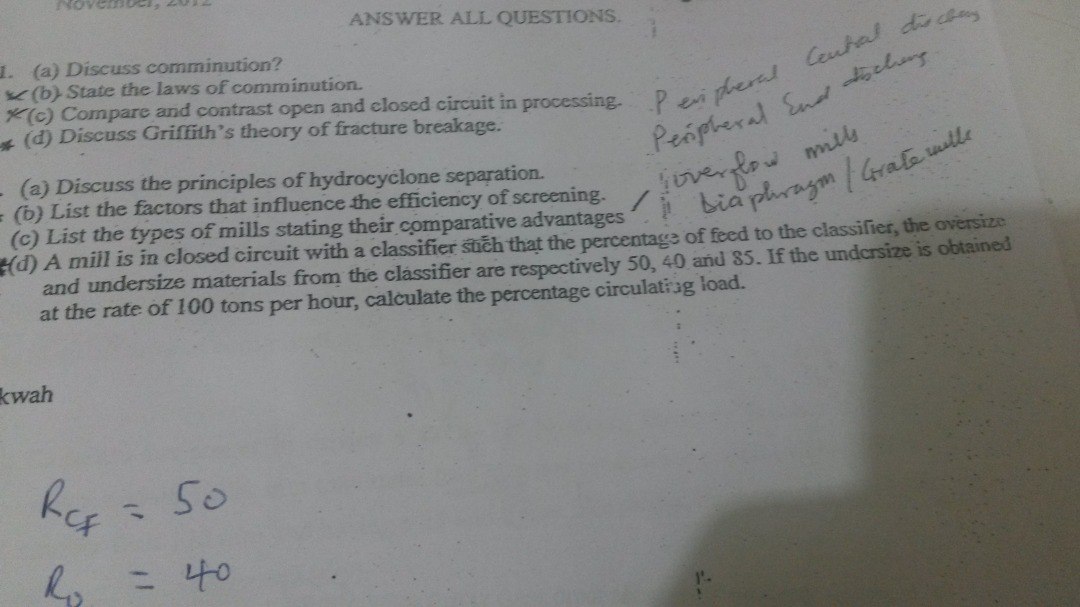 ANSWER ALL QUESTIONS.
1. (a) Discuss comminution?
(b) State the laws of comminution.
(c) Compare and contrast open and closed circuit in processing.
(d) Discuss Griffith's theory of fracture breakage.
Peripheral Central
Peripheral End
(a) Discuss the principles of hydrocyclone separation.
(b) List the factors that influence the efficiency of screening.
(c) List the types of mills stating their comparative advantages
i overflow mills
ii Diaphragm / Grate mills
(d) A mill is in closed circuit with a classifier such that the percentage of feed to the classifier, the oversize
and undersize materials from the classifier are respectively 50, 40 and 85. If the undersize is obtained
at the rate of 100 tons per hour, calculate the percentage circulating load.
kwah
RCF = 50
Ro = 40